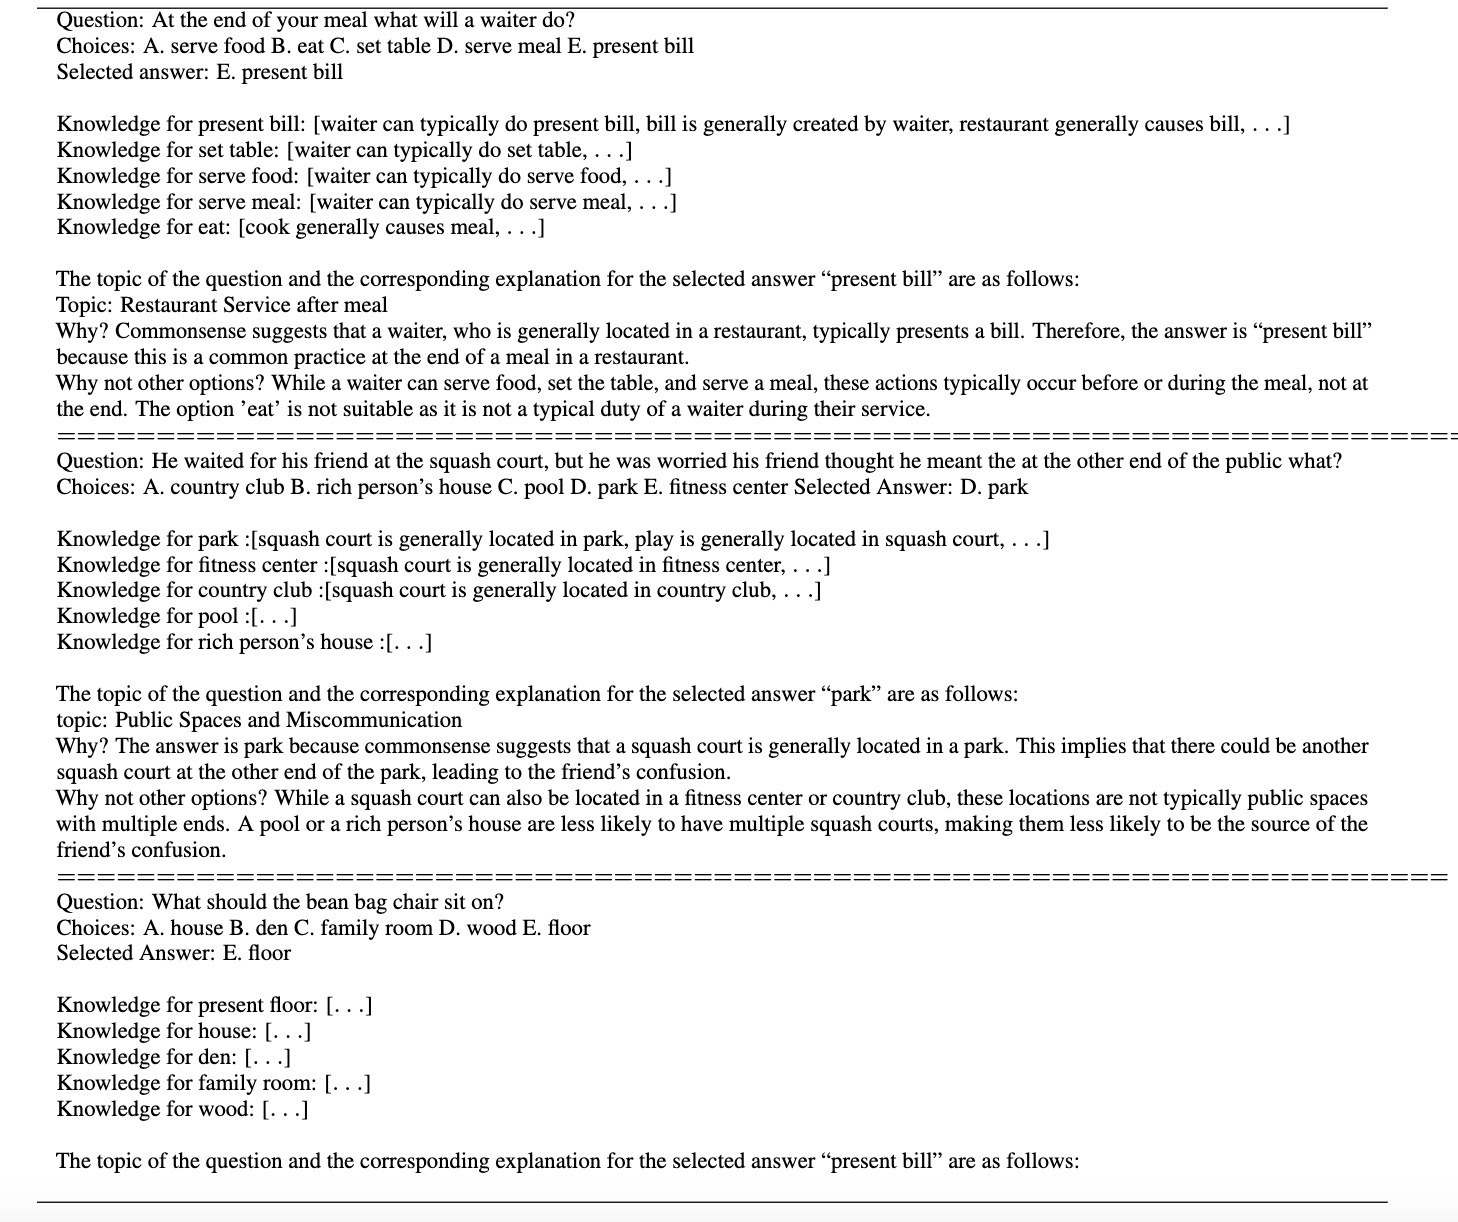 Question: At the end of your meal what will a waiter do?
Choices: A. serve food B. eat C. set table D. serve meal E. present bill
Selected answer: E. present bill
Knowledge for present bill: [waiter can typically do present bill, bill is generally created by waiter, restaurant generally causes bill, . . .]
Knowledge for set table: [waiter can typically do set table, . . .]
Knowledge for serve food: [waiter can typically do serve food, . . .]
Knowledge for serve meal: [waiter can typically do serve meal, . . .]
Knowledge for eat: [cook generally causes meal, . . .]
The topic of the question and the corresponding explanation for the selected answer “present bill” are as follows:
Topic: Restaurant Service after meal
Why? Commonsense suggests that a waiter, who is generally located in a restaurant, typically presents a bill. Therefore, the answer is “present bill”
because this is a common practice at the end of a meal in a restaurant.
Why not other options? While a waiter can serve food, set the table, and serve a meal, these actions typically occur before or during the meal, not at
the end. The option ’eat’ is not suitable as it is not a typical duty of a waiter during their service.
======================================================================
Question: He waited for his friend at the squash court, but he was worried his friend thought he meant the at the other end of the public what?
Choices: A. country club B. rich person’s house C. pool D. park E. fitness center Selected Answer: D. park
Knowledge for park :[squash court is generally located in park, play is generally located in squash court, . . .]
Knowledge for fitness center :[squash court is generally located in fitness center, . . .]
Knowledge for country club :[squash court is generally located in country club, . . .]
Knowledge for pool :[. . .]
Knowledge for rich person’s house :[. . .]
The topic of the question and the corresponding explanation for the selected answer “park” are as follows:
topic: Public Spaces and Miscommunication
Why? The answer is park because commonsense suggests that a squash court is generally located in a park. This implies that there could be another
squash court at the other end of the park, leading to the friend’s confusion.
Why not other options? While a squash court can also be located in a fitness center or country club, these locations are not typically public spaces
with multiple ends. A pool or a rich person’s house are less likely to have multiple squash courts, making them less likely to be the source of the
friend’s confusion.
======================================================================
Question: What should the bean bag chair sit on?
Choices: A. house B. den C. family room D. wood E. floor
Selected Answer: E. floor
Knowledge for present floor: [. . .]
Knowledge for house: [. . .]
Knowledge for den: [. . .]
Knowledge for family room: [. . .]
Knowledge for wood: [. . .]
The topic of the question and the corresponding explanation for the selected answer “present bill” are as follows: